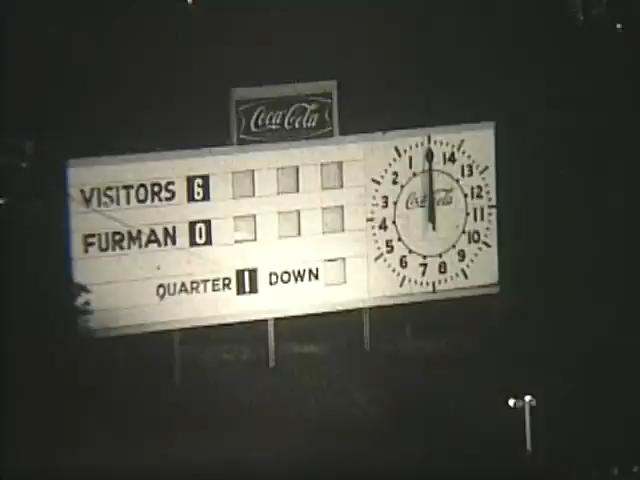 Coca-Cola
VISITORS 6
FURMAN 0
QUARTER 1 DOWN
1 14
2 13
3 12
Coca-Cola
4 11
5 10
6 9
7 8